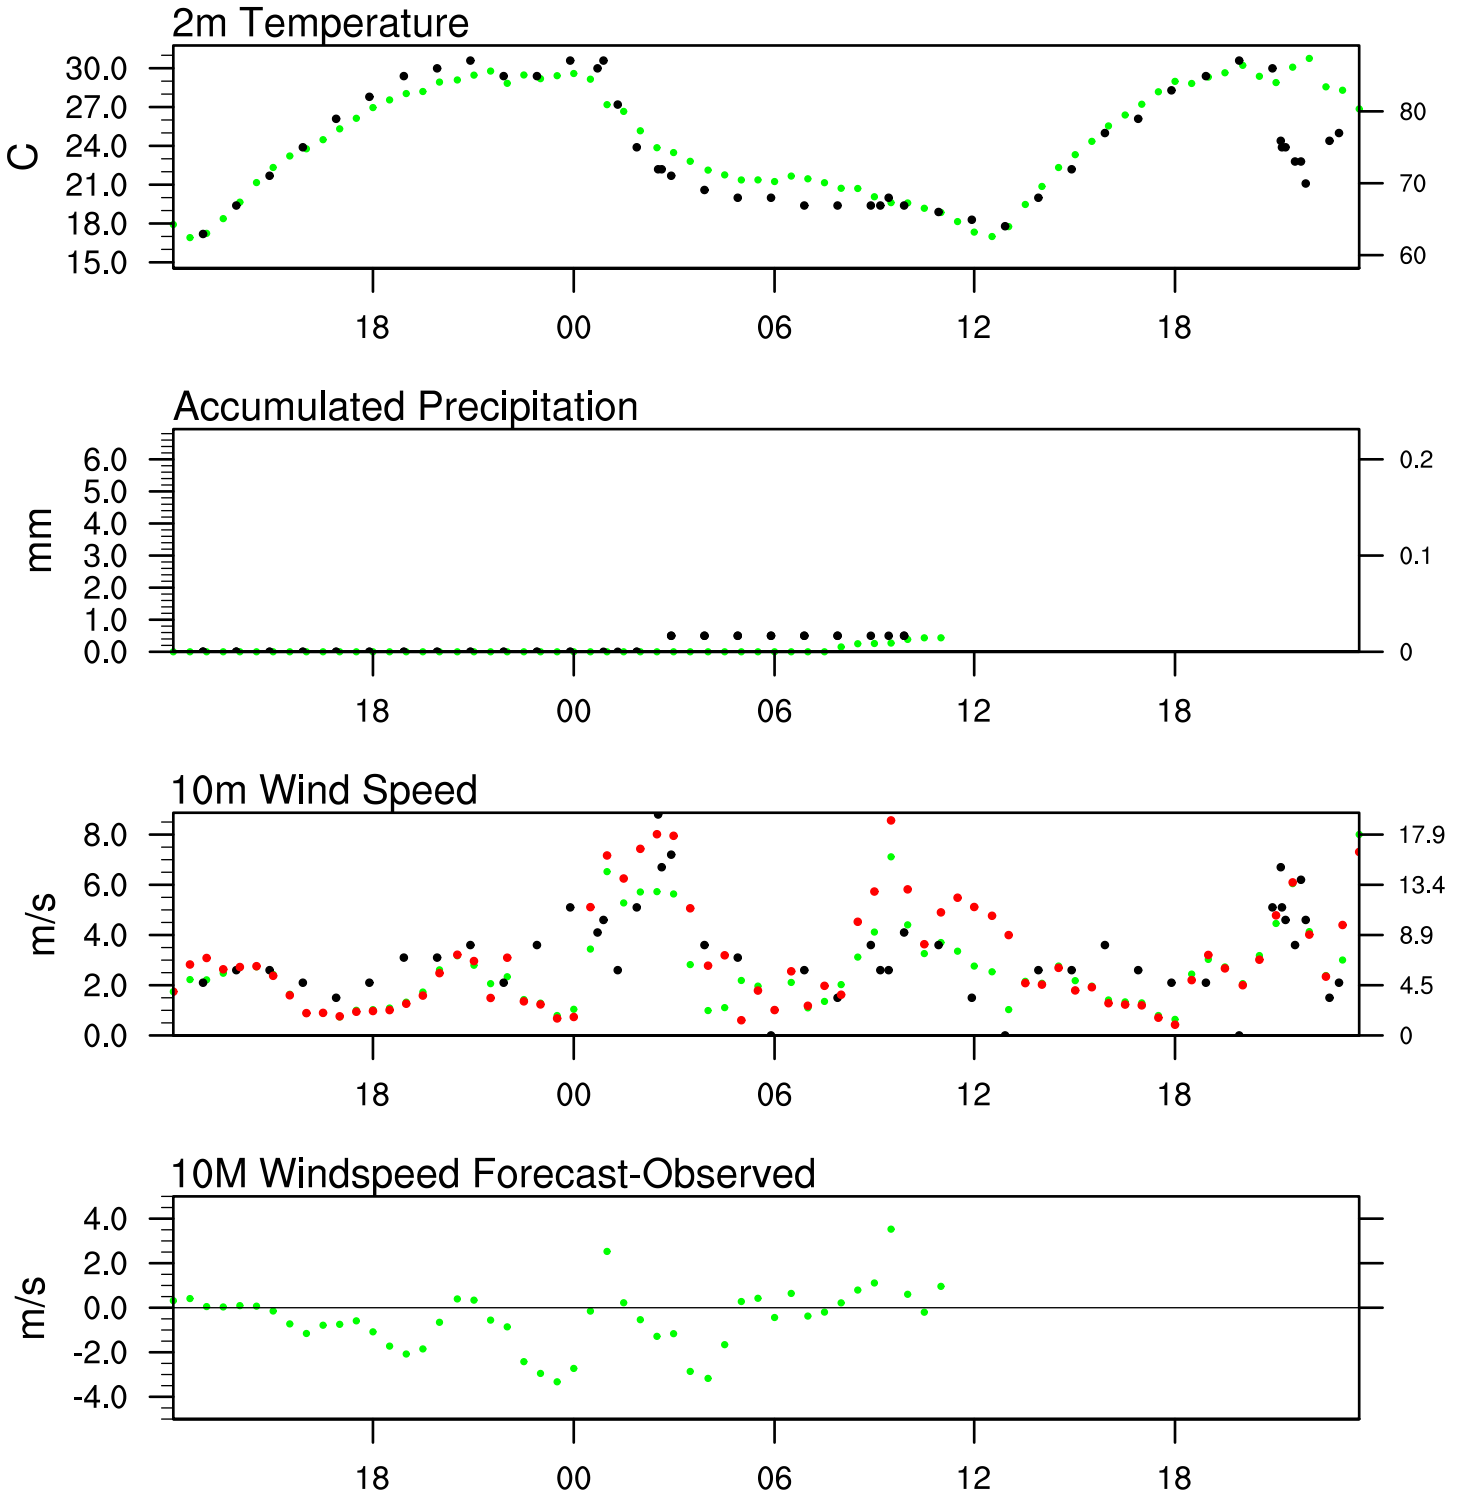 2m Temperature
30.0
27.0
24.0
21.0
18.0
15.0
C
80
70
60
18 00 06 12 18
Accumulated Precipitation
6.0
5.0
4.0
3.0
2.0
1.0
0.0
mm
0.2
0.1
0
18 00 06 12 18
10m Wind Speed
8.0
6.0
4.0
2.0
0.0
m/s
17.9
13.4
8.9
4.5
0
18 00 06 12 18
10M Windspeed Forecast-Observed
4.0
2.0
0.0
-2.0
-4.0
m/s
18 00 06 12 18